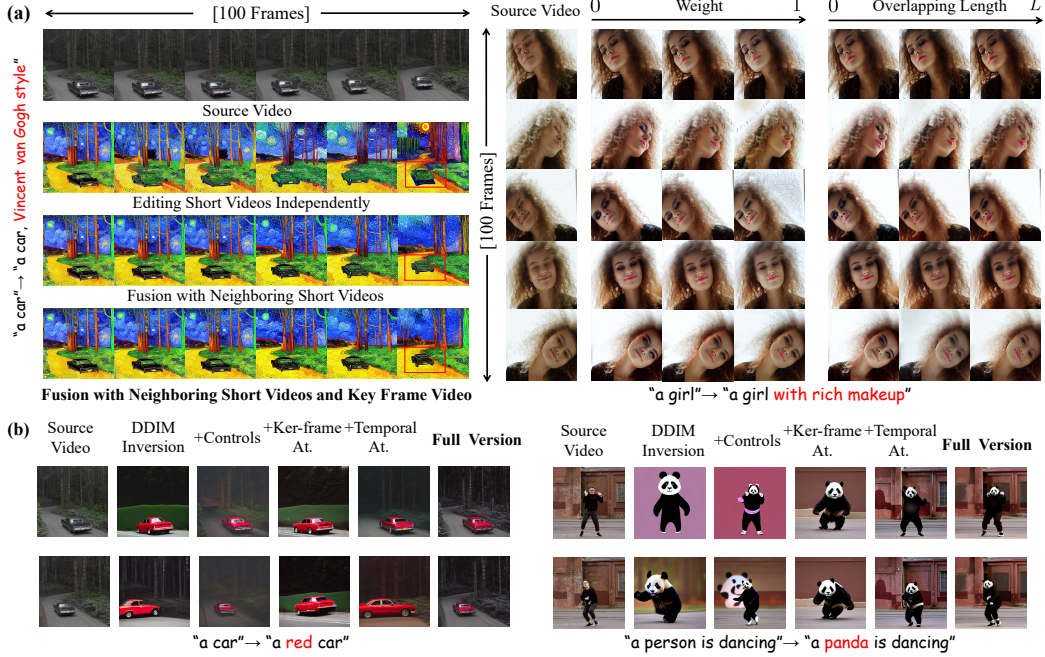 (a)
[100 Frames]
"a car"→ "a car, Vincent van Gogh style"
Source Video
Editing Short Videos Independently
Fusion with Neighboring Short Videos
Fusion with Neighboring Short Videos and Key Frame Video
[100 Frames]
Source Video
0 Weight 1
0 Overlapping Length L
"a girl"→ "a girl with rich makeup"
(b)
Source Video
DDIM Inversion
+Controls
+Ker-frame At.
+Temporal At.
Full Version
"a car"→ "a red car"
Source Video
DDIM Inversion
+Controls
+Ker-frame At.
+Temporal At.
Full Version
"a person is dancing"→ "a panda is dancing"